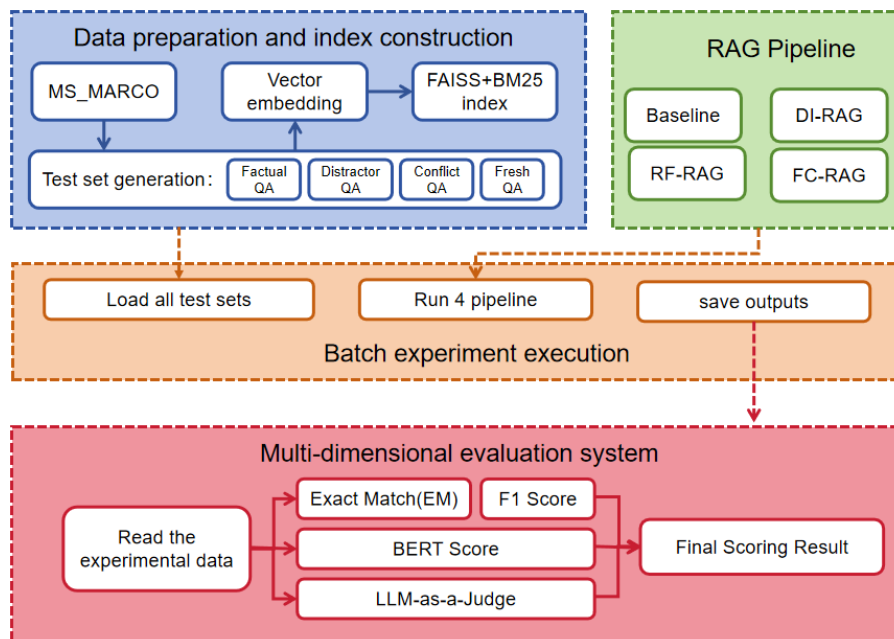 Data preparation and index construction
MS_MARCO
Vector
embedding
FAISS+BM25
index
Test set generation:
Factual
QA
Distractor
QA
Conflict
QA
Fresh
QA
RAG Pipeline
Baseline
DI-RAG
RF-RAG
FC-RAG
Load all test sets
Run 4 pipeline
save outputs
Batch experiment execution
Multi-dimensional evaluation system
Read the
experimental data
Exact Match(EM)
F1 Score
BERT Score
LLM-as-a-Judge
Final Scoring Result